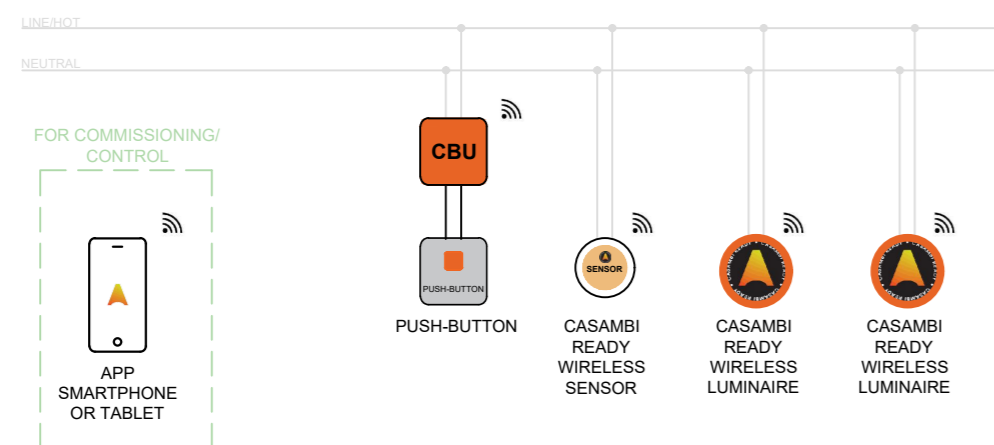 LINE/HOT
NEUTRAL
FOR COMMISSIONING/
CONTROL
CBU
SENSOR
PUSH-BUTTON
PUSH-BUTTON
CASAMBI
READY
WIRELESS
SENSOR
CASAMBI
READY
WIRELESS
LUMINAIRE
CASAMBI
READY
WIRELESS
LUMINAIRE
APP
SMARTPHONE
OR TABLET